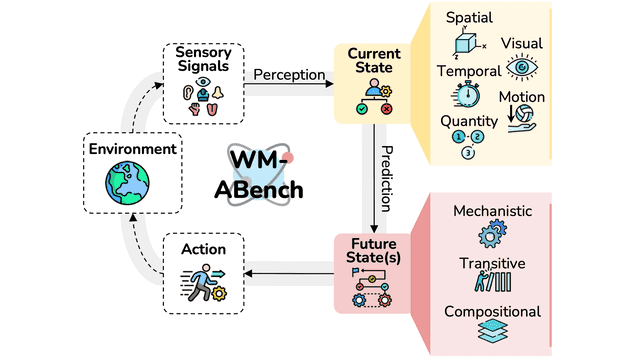 Sensory
Signals
Perception
Current
State
Spatial
Y
X
Z
Visual
Temporal
Motion
Quantity
1
2
3
Environment
WM-
ABench
Prediction
Action
Future
State(s)
Mechanistic
Transitive
Compositional